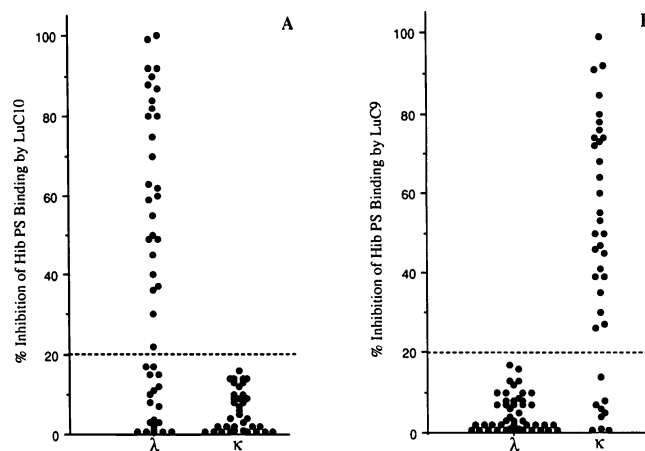 A
% Inhibition of Hib PS Binding by LuC10
100
80
60
40
20
0
λ
κ
% Inhibition of Hib PS Binding by LuC9
100
80
60
40
20
0
λ
κ